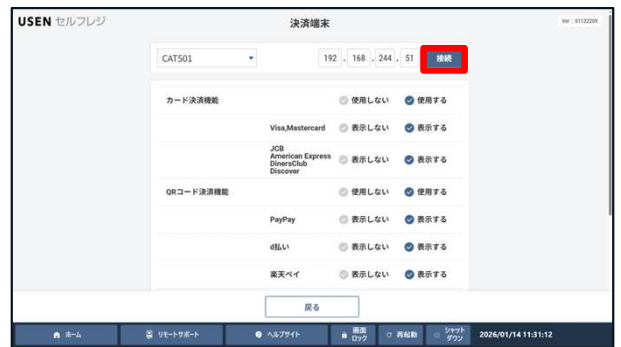 USEN セルフレジ
決済端末
Ver : 01132209
CAT501
192 . 168 . 244 . 51
接続
カード決済機能 使用しない 使用する
Visa,Mastercard 表示しない 表示する
JCB
American Express
DinersClub
Discover
表示しない 表示する
QRコード決済機能 使用しない 使用する
PayPay 表示しない 表示する
d払い 表示しない 表示する
楽天ペイ 表示しない 表示する
戻る
ホーム
リモートサポート
ヘルプサイト
画面
ロック
再起動
シャット
ダウン
2026/01/14 11:31:12